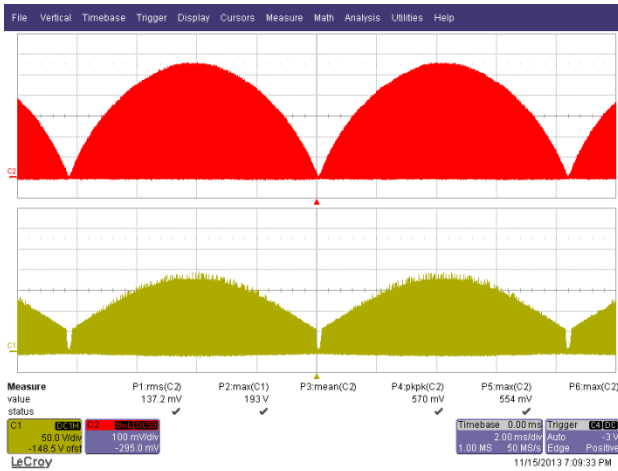 File Vertical Timebase Trigger Display Cursors Measure Math Analysis Utilities Help
C2
C1
Measure P1:rms(C2) P2:max(C1) P3:mean(C2) P4:pkpk(C2) P5:max(C2) P6:max(C2)
value 137.2 mV 193 V 570 mV 554 mV
status
C1 DC1M C2 BwL DC50 Timebase 0.00 ms Trigger C4 DC
50.0 V/div 100 mV/div 2.00 ms/div Auto -3 V
-148.5 V ofst -295.0 mV 1.00 MS 50 MS/s Edge Positive
LeCroy 11/15/2013 7:09:33 PM